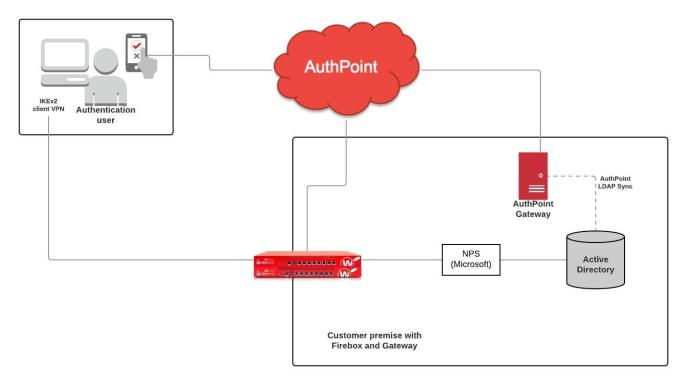 AuthPoint
IKEv2
client VPN
Authentication
user
AuthPoint
LDAP Sync
AuthPoint
Gateway
NPS
(Microsoft)
Active
Directory
Customer premise with
Firebox and Gateway